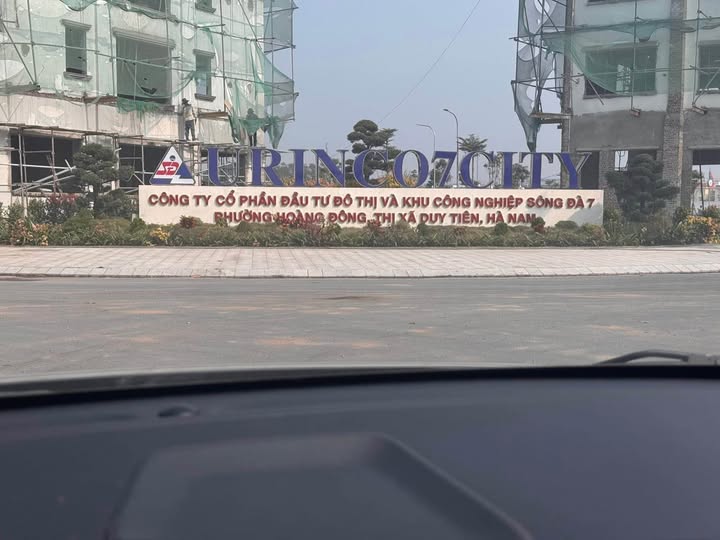 URINCO7CITY
CÔNG TY CỔ PHẦN ĐẦU TƯ ĐÔ THỊ VÀ KHU CÔNG NGHIỆP SÔNG ĐÀ 7
PHƯỜNG HOÀNG ĐÔNG, THỊ XÃ DUY TIÊN, HÀ NAM